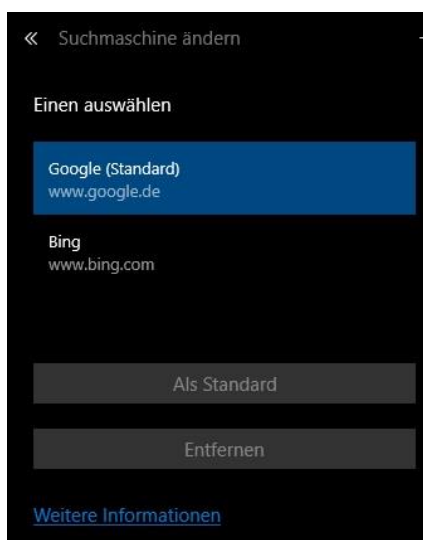 « Suchmaschine ändern
Einen auswählen
Google (Standard)
www.google.de
Bing
www.bing.com
Als Standard
Entfernen
Weitere Informationen